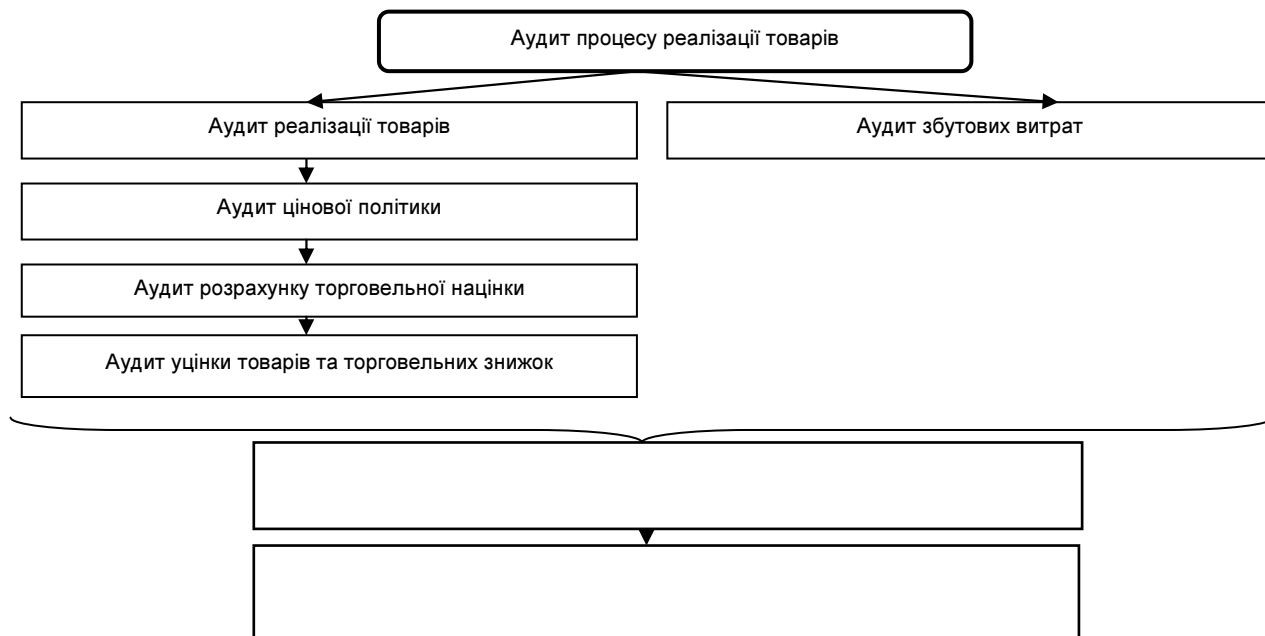 Аудит процесу реалізації товарів
Аудит реалізації товарів
Аудит збутових витрат
Аудит цінової політики
Аудит розрахунку торговельної націнки
Аудит уцінки товарів та торговельних знижок